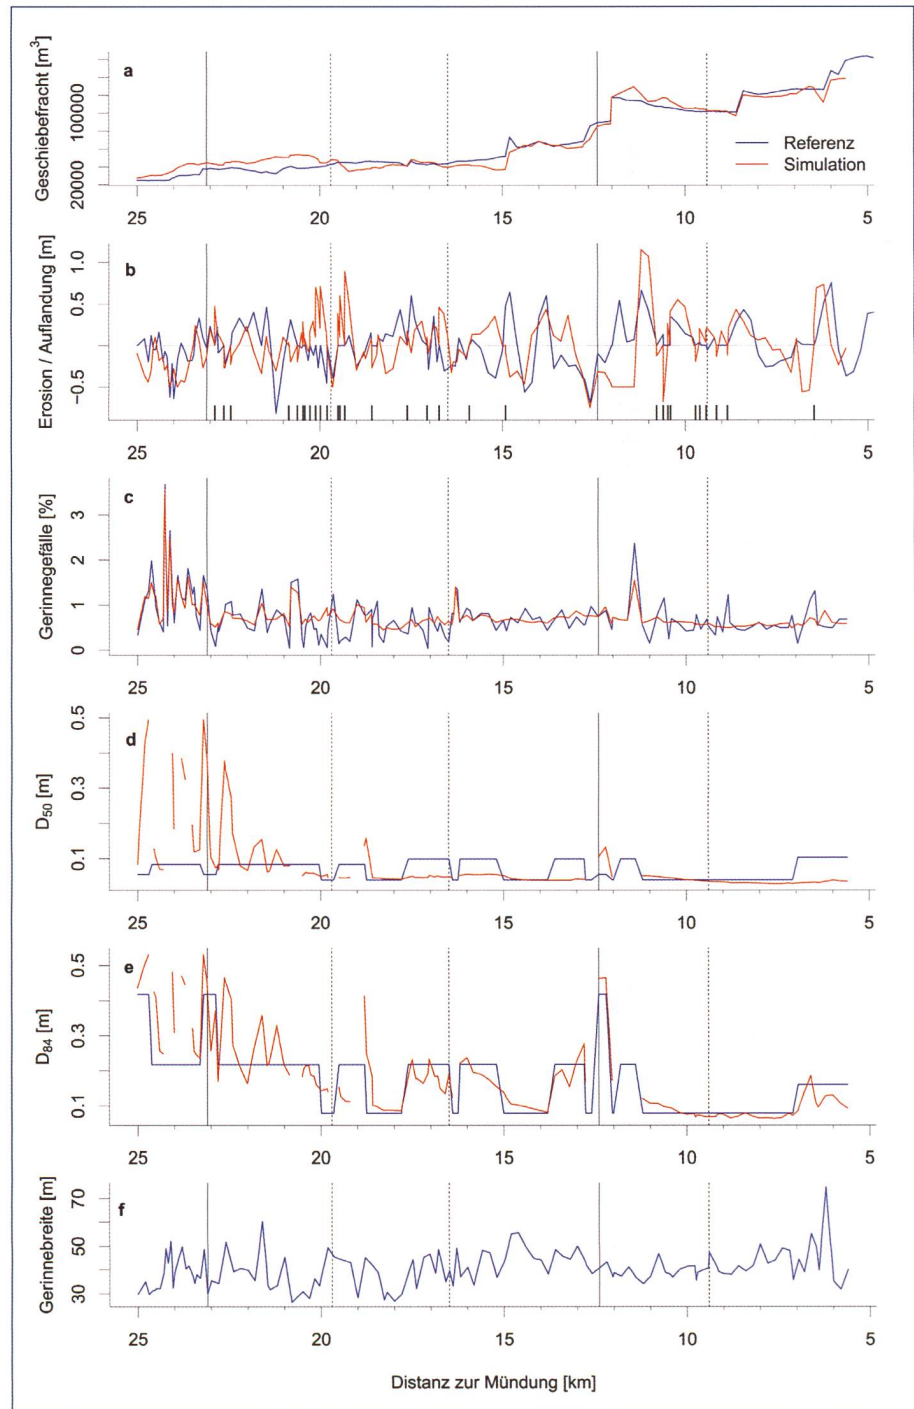 a
Geschiebefracht [m³]
100000
20000
Referenz
Simulation
25 20 15 10 5
b
Erosion / Auflandung [m]
1.0
0.5
−0.5
25 20 15 10 5
c
Gerinnegefälle [%]
3
2
1
0
25 20 15 10 5
d
D50 [m]
0.5
0.3
0.1
25 20 15 10 5
e
D84 [m]
0.5
0.3
0.1
25 20 15 10 5
f
Gerinnebreite [m]
70
50
30
25 20 15 10 5
Distanz zur Mündung [km]